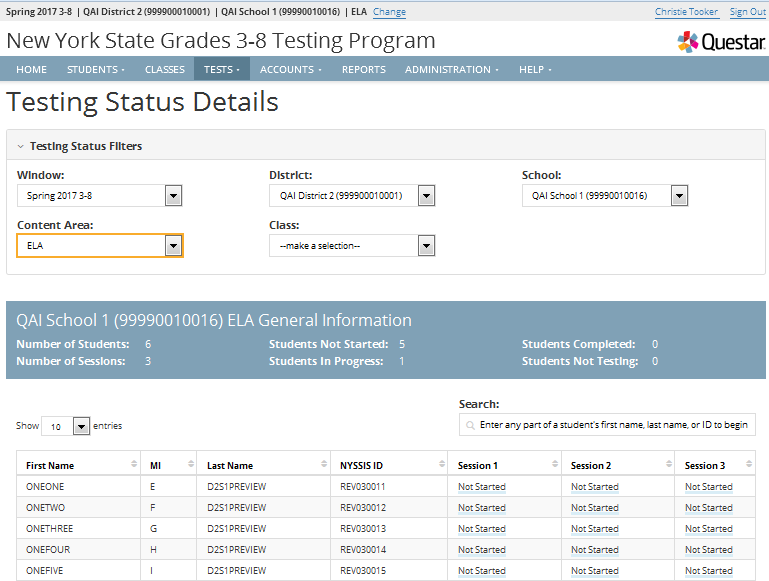 Spring 2017 3-8 | QAI District 2 (999900010001) | QAI School 1 (99990010016) | ELA Change Christie Tooker Sign Out
New York State Grades 3-8 Testing Program Questar.
HOME STUDENTS CLASSES TESTS ACCOUNTS REPORTS ADMINISTRATION HELP
Testing Status Details
Testing Status Filters
Window: District: School:
Spring 2017 3-8 QAI District 2 (999900010001) QAI School 1 (99990010016)
Content Area: Class:
ELA --make a selection--
QAI School 1 (99990010016) ELA General Information
Number of Students: 6 Students Not Started: 5 Students Completed: 0
Number of Sessions: 3 Students In Progress: 1 Students Not Testing: 0
Search:
Show 10 entries Enter any part of a student's first name, last name, or ID to begin
First Name MI Last Name NYSSIS ID Session 1 Session 2 Session 3
ONEONE E D2S1PREVIEW REV030011 Not Started Not Started Not Started
ONETWO F D2S1PREVIEW REV030012 Not Started Not Started Not Started
ONETHREE G D2S1PREVIEW REV030013 Not Started Not Started Not Started
ONEFOUR H D2S1PREVIEW REV030014 Not Started Not Started Not Started
ONEFIVE I D2S1PREVIEW REV030015 Not Started Not Started Not Started